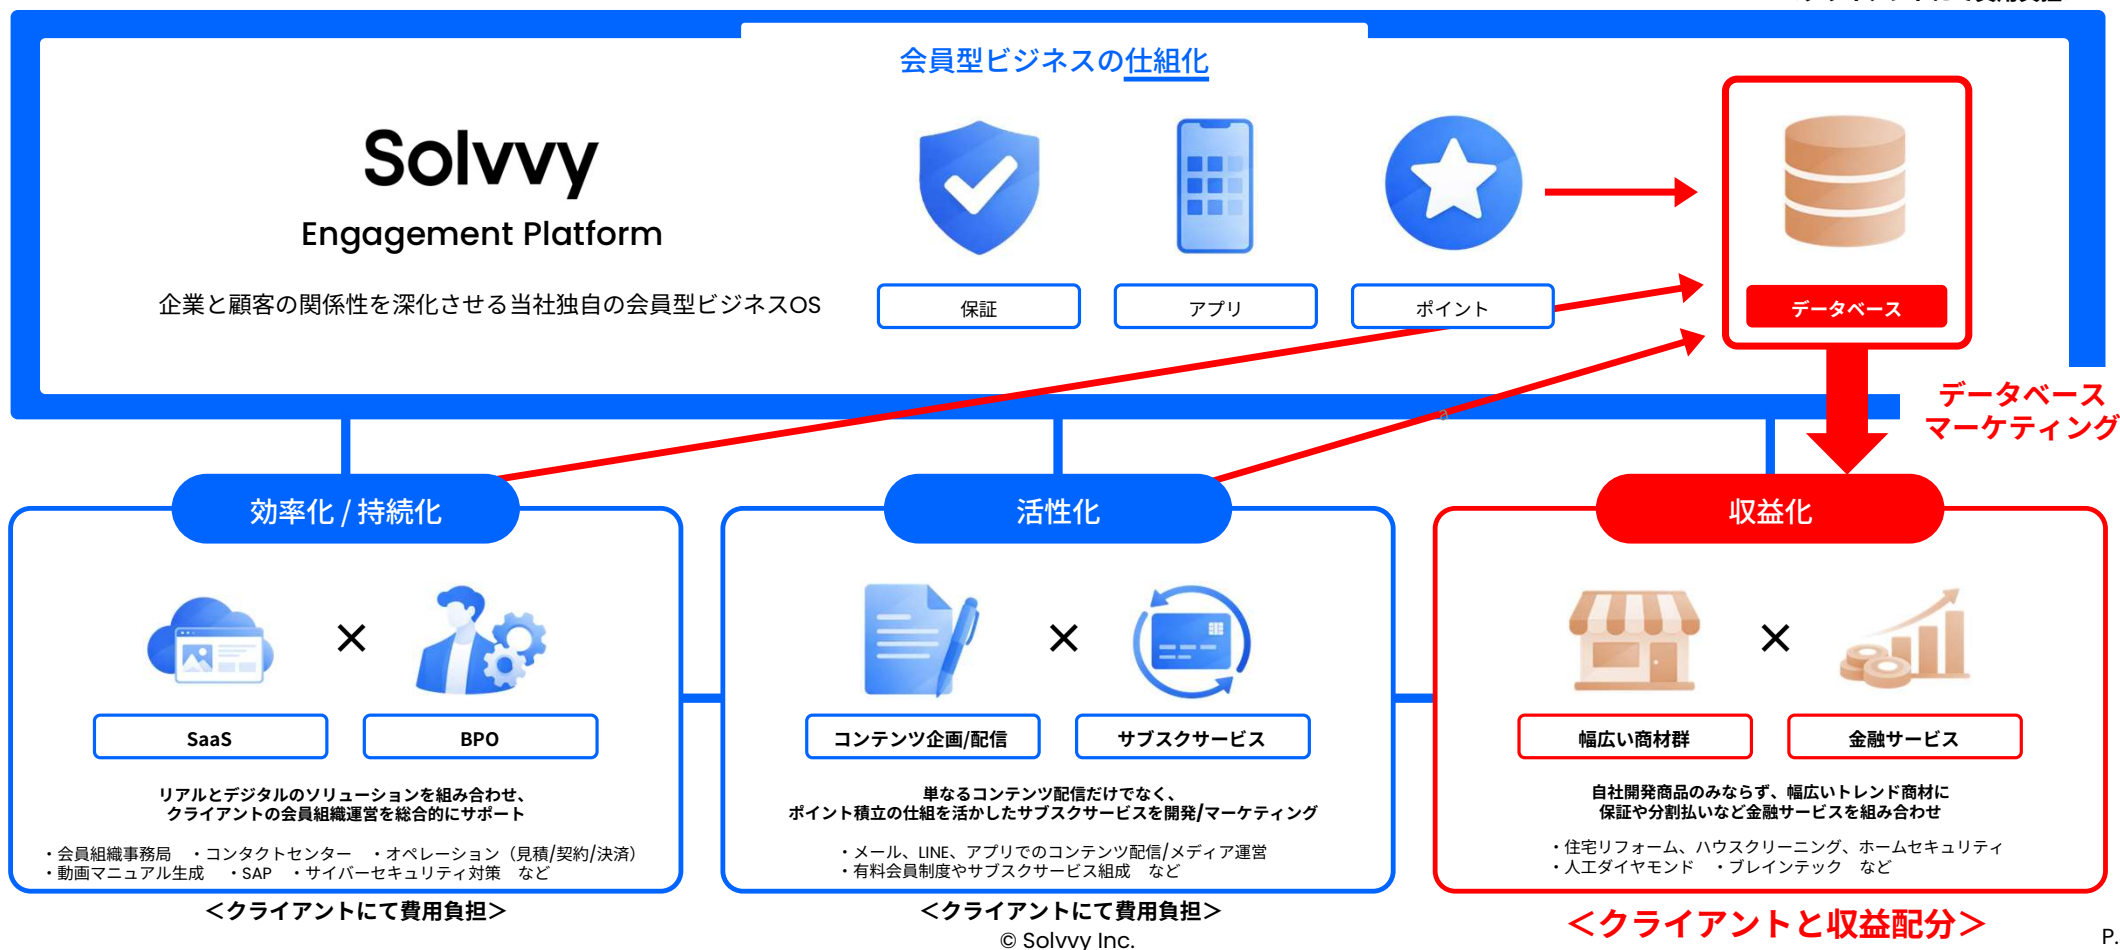 会員型ビジネスの仕組化
Solvvy
Engagement Platform
企業と顧客の関係性を深化させる当社独自の会員型ビジネスOS
保証
アプリ
ポイント
データベース
データベース
マーケティング
効率化 / 持続化
SaaS
×
BPO
リアルとデジタルのソリューションを組み合わせ、
クライアントの会員組織運営を総合的にサポート
・会員組織事務局 ・コンタクトセンター ・オペレーション（見積/契約/決済）
・動画マニュアル生成 ・SAP ・サイバーセキュリティ対策 など
＜クライアントにて費用負担＞
活性化
コンテンツ企画/配信
×
サブスクサービス
単なるコンテンツ配信だけでなく、
ポイント積立の仕組を活かしたサブスクサービスを開発/マーケティング
・メール、LINE、アプリでのコンテンツ配信/メディア運営
・有料会員制度やサブスクサービス組成 など
＜クライアントにて費用負担＞
収益化
幅広い商材群
×
金融サービス
自社開発商品のみならず、幅広いトレンド商材に
保証や分割払いなど金融サービスを組み合わせ
・住宅リフォーム、ハウスクリーニング、ホームセキュリティ
・人工ダイヤモンド ・ブレインテック など
＜クライアントと収益配分＞
© Solvvy Inc.
P.